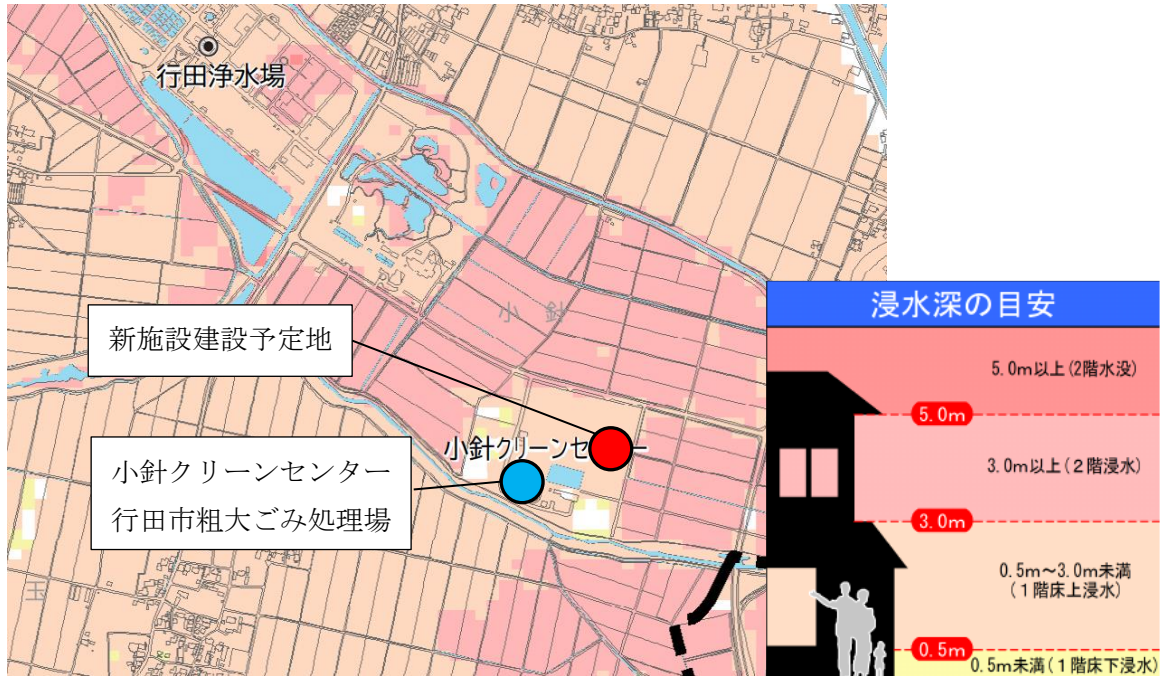 行田浄水場
小針
新施設建設予定地
小針クリーンセンター
小針クリーンセンター
行田市粗大ごみ処理場
玉
浸水深の目安
5.0m以上(2階水没)
5.0m
3.0m以上(2階浸水)
3.0m
0.5m～3.0m未満
(1階床上浸水)
0.5m
0.5m未満(1階床下浸水)